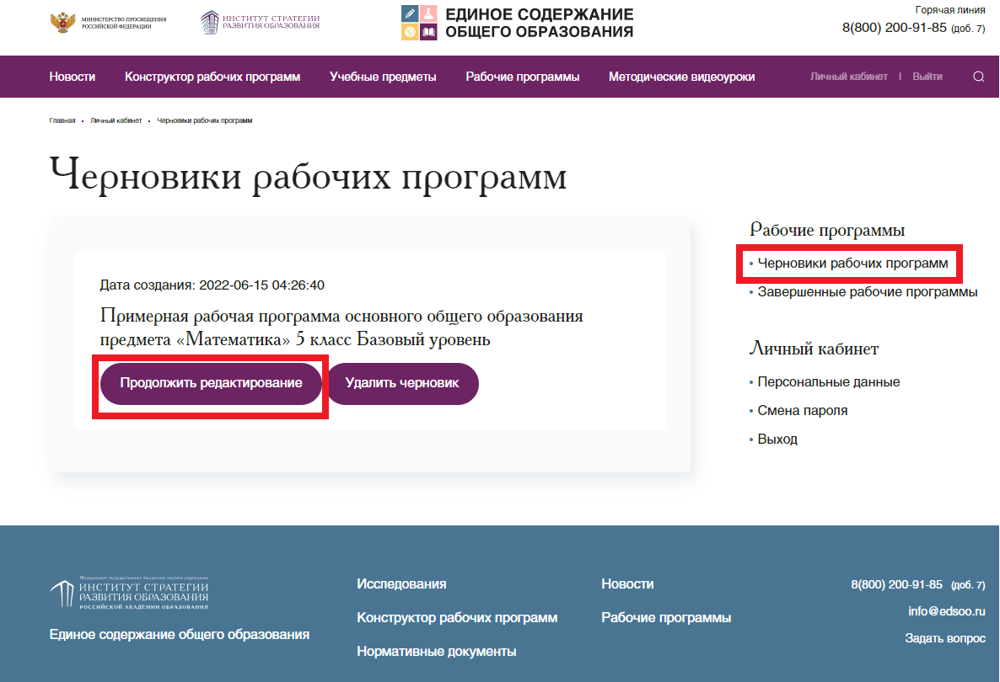 МИНИСТЕРСТВО ПРОСВЕЩЕНИЯ
РОССИЙСКОЙ ФЕДЕРАЦИИ
ИНСТИТУТ СТРАТЕГИИ
РАЗВИТИЯ ОБРАЗОВАНИЯ
ЕДИНОЕ СОДЕРЖАНИЕ
ОБЩЕГО ОБРАЗОВАНИЯ
Горячая линия
8(800) 200-91-85 (доб. 7)
Новости Конструктор рабочих программ Учебные предметы Рабочие программы Методические видеоуроки Личный кабинет | Выйти
Главная • Личный кабинет • Черновики рабочих программ
Черновики рабочих программ
Дата создания: 2022-06-15 04:26:40
Примерная рабочая программа основного общего образования
предмета «Математика» 5 класс Базовый уровень
Продолжить редактирование Удалить черновик
Рабочие программы
• Черновики рабочих программ
• Завершенные рабочие программы
Личный кабинет
• Персональные данные
• Смена пароля
• Выход
Федеральное государственное бюджетное научное учреждение
ИНСТИТУТ СТРАТЕГИИ
РАЗВИТИЯ ОБРАЗОВАНИЯ
РОССИЙСКОЙ АКАДЕМИИ ОБРАЗОВАНИЯ
Единое содержание общего образования
Исследования
Конструктор рабочих программ
Нормативные документы
Новости
Рабочие программы
8(800) 200-91-85 (доб. 7)
info@edsoo.ru
Задать вопрос